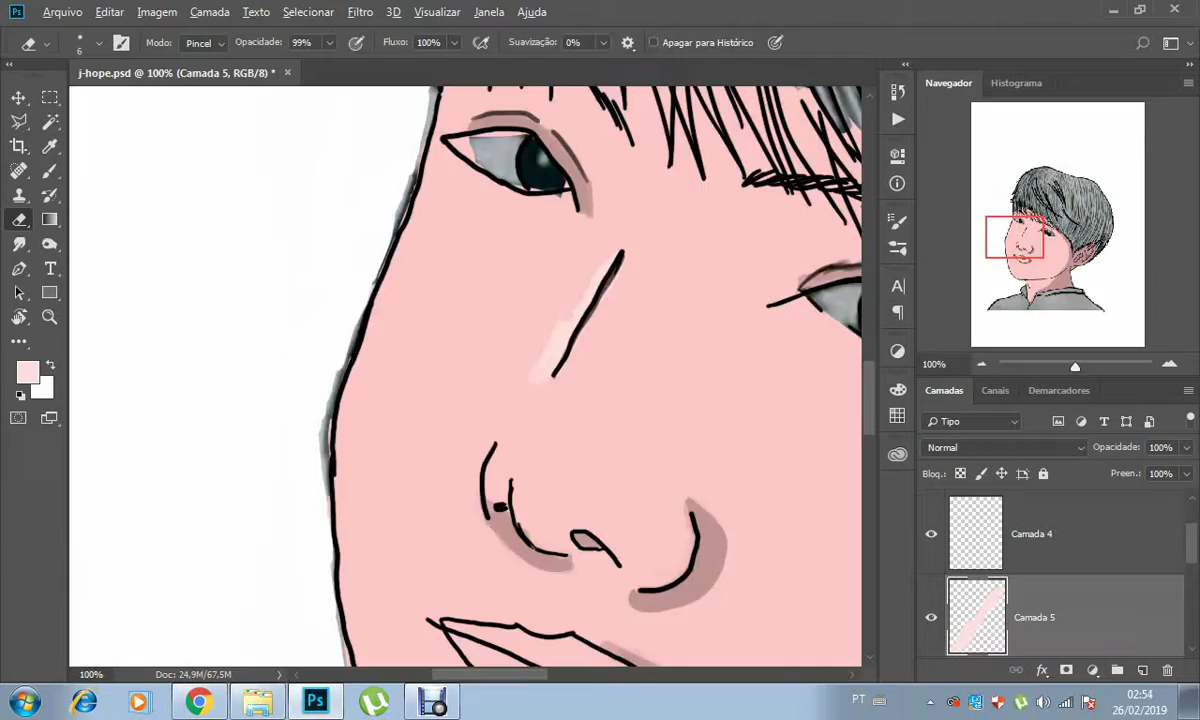 Ps Arquivo Editar Imagem Camada Texto Selecionar Filtro 3D Visualizar Janela Ajuda
6 Modo: Pincel Opacidade: 99% Fluxo: 100% Suavização: 0% Apagar para Histórico
j-hope.psd @ 100% (Camada 5, RGB/8) * ×
Navegador Histograma
100%
Camadas Canais Demarcadores
Tipo
Normal Opacidade: 100%
Bloq.: Preen.: 100%
Camada 4
Camada 5
100% Doc: 24,9M/67,5M
Ps PT 02:54
26/02/2019